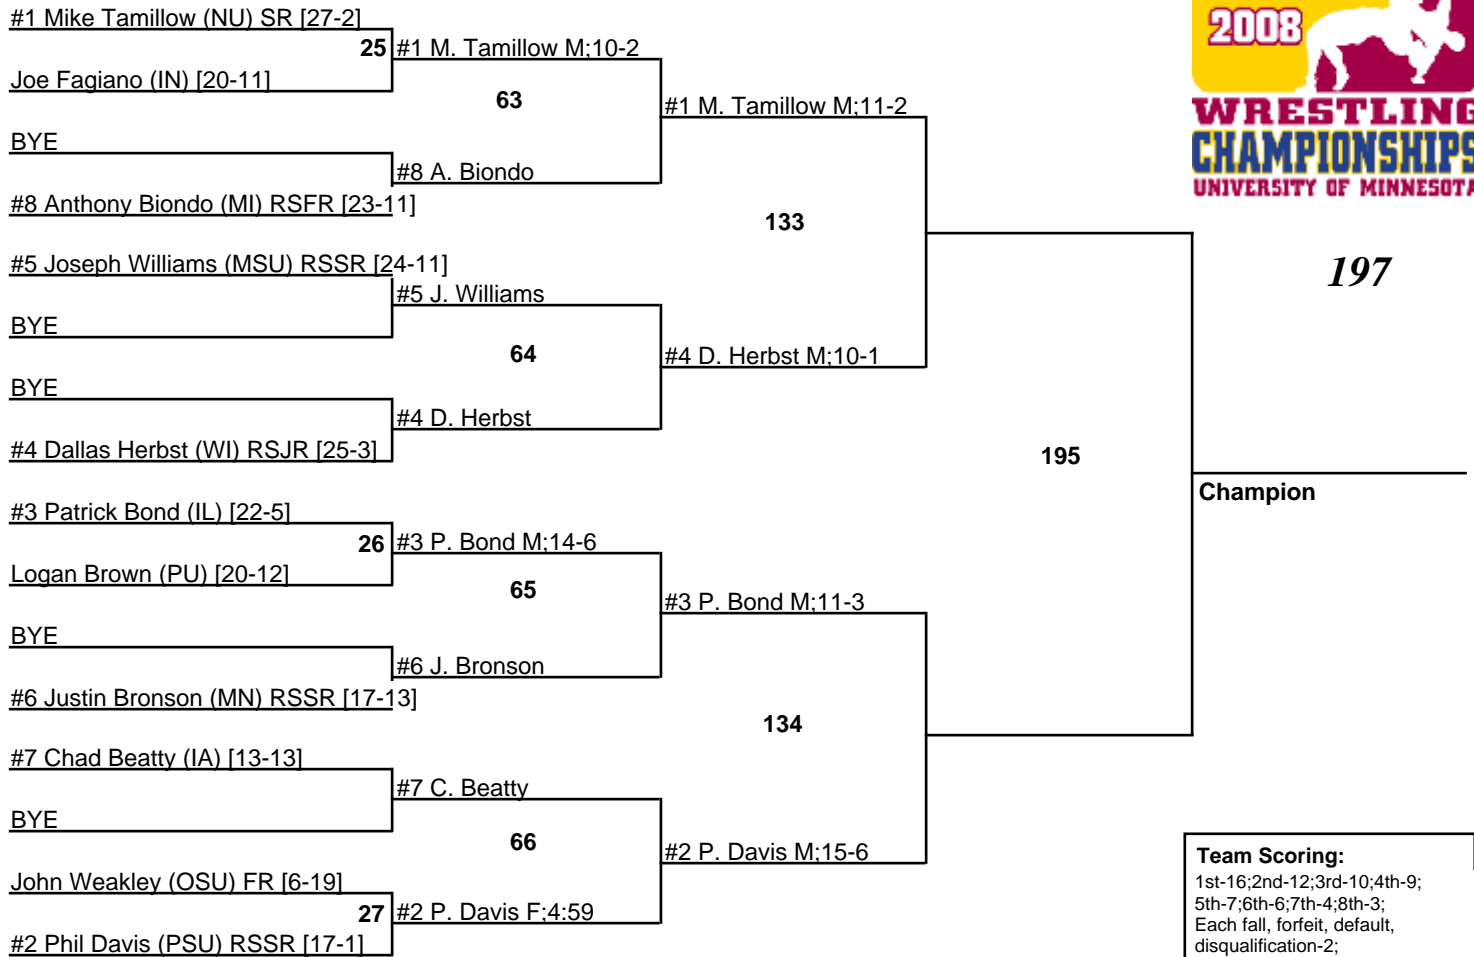 #1 Mike Tamillow (NU) SR [27-2]
25 #1 M. Tamillow M;10-2
Joe Fagiano (IN) [20-11]
63
#1 M. Tamillow M;11-2
BYE
#8 A. Biondo
#8 Anthony Biondo (MI) RSFR [23-11]
133
#5 Joseph Williams (MSU) RSSR [24-11]
#5 J. Williams
BYE
64
#4 D. Herbst M;10-1
BYE
#4 D. Herbst
#4 Dallas Herbst (WI) RSJR [25-3]
195
#3 Patrick Bond (IL) [22-5]
26 #3 P. Bond M;14-6
Logan Brown (PU) [20-12]
65
#3 P. Bond M;11-3
BYE
#6 J. Bronson
#6 Justin Bronson (MN) RSSR [17-13]
134
#7 Chad Beatty (IA) [13-13]
#7 C. Beatty
BYE
66
#2 P. Davis M;15-6
John Weakley (OSU) FR [6-19]
27 #2 P. Davis F;4:59
#2 Phil Davis (PSU) RSSR [17-1]
2008
WRESTLING
CHAMPIONSHIPS
UNIVERSITY OF MINNESOTA
197
Champion
Team Scoring:
1st-16;2nd-12;3rd-10;4th-9;
5th-7;6th-6;7th-4;8th-3;
Each fall, forfeit, default,
disqualification-2;